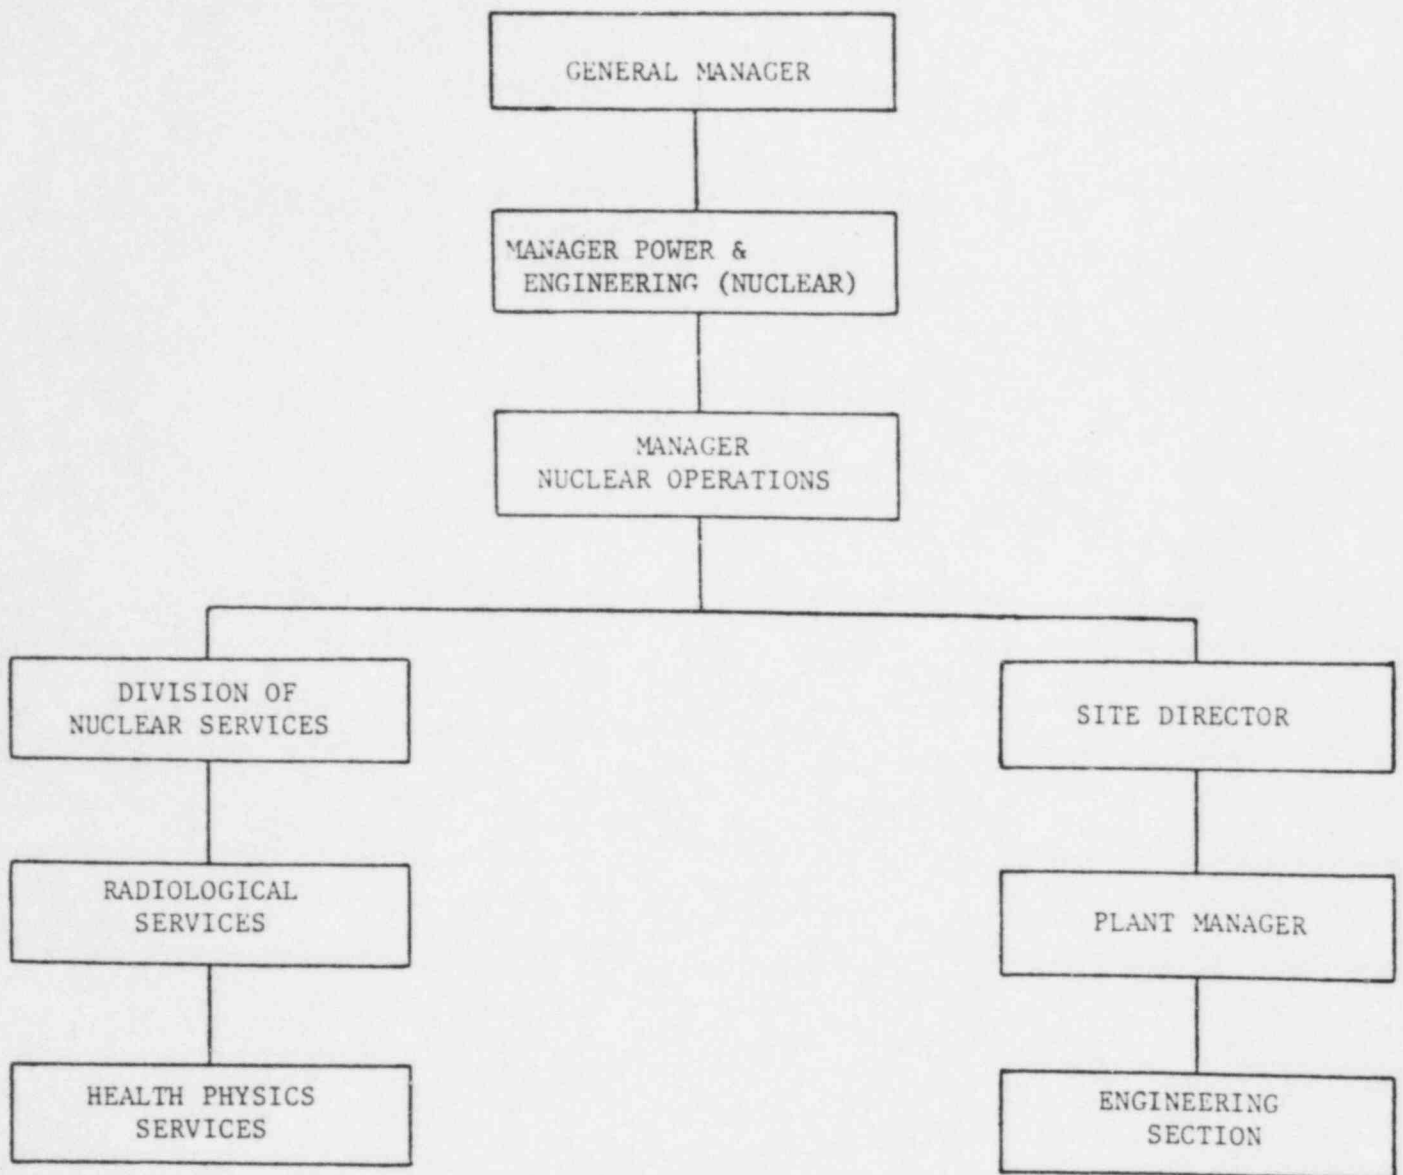 GENERAL MANAGER
MANAGER POWER &
ENGINEERING (NUCLEAR)
MANAGER
NUCLEAR OPERATIONS
DIVISION OF
NUCLEAR SERVICES
SITE DIRECTOR
RADIOLOGICAL
SERVICES
PLANT MANAGER
HEALTH PHYSICS
SERVICES
ENGINEERING
SECTION